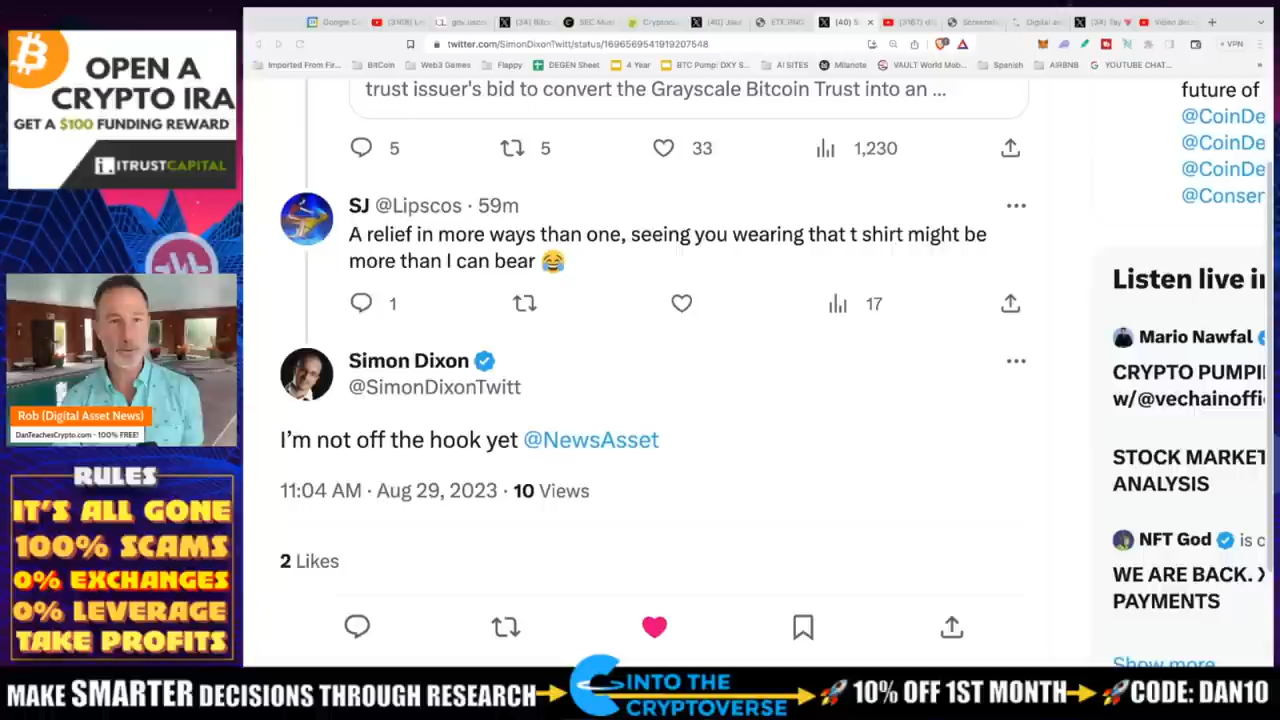 OPEN A
CRYPTO IRA
GET A $100 FUNDING REWARD
ITRUSTCAPITAL
Rob (Digital Asset News)
DanTeachesCrypto.com - 100% FREE!
RULES
IT'S ALL GONE
100% SCAMS
0% EXCHANGES
0% LEVERAGE
TAKE PROFITS
twitter.com/SimonDixonTwitt/status/1696569541919207548
VPN
Imported From Fir...
BItCoin
Web3 Games
Flappy
DEGEN Sheet
4 Year
BTC Pump: DXY S...
AI SITES
Milanote
VAULT World Mob...
Spanish
AIRBNB
YOUTUBE CHAT...
trust issuer's bid to convert the Grayscale Bitcoin Trust into an ...
5
5
33
1,230
SJ @Lipscos · 59m
A relief in more ways than one, seeing you wearing that t shirt might be
more than I can bear 😂
1
17
Simon Dixon
@SimonDixonTwitt
I'm not off the hook yet @NewsAsset
11:04 AM · Aug 29, 2023 · 10 Views
2 Likes
future of
@CoinDe
@CoinDe
@CoinDe
@Conser
Listen live i
Mario Nawfal
CRYPTO PUMPI
w/@vechainoffi
STOCK MARKET
ANALYSIS
NFT God is c
WE ARE BACK. X
PAYMENTS
Show more
MAKE SMARTER DECISIONS THROUGH RESEARCH
INTO THE
CRYPTOVERSE
🚀 10% OFF 1ST MONTH
🚀CODE: DAN10